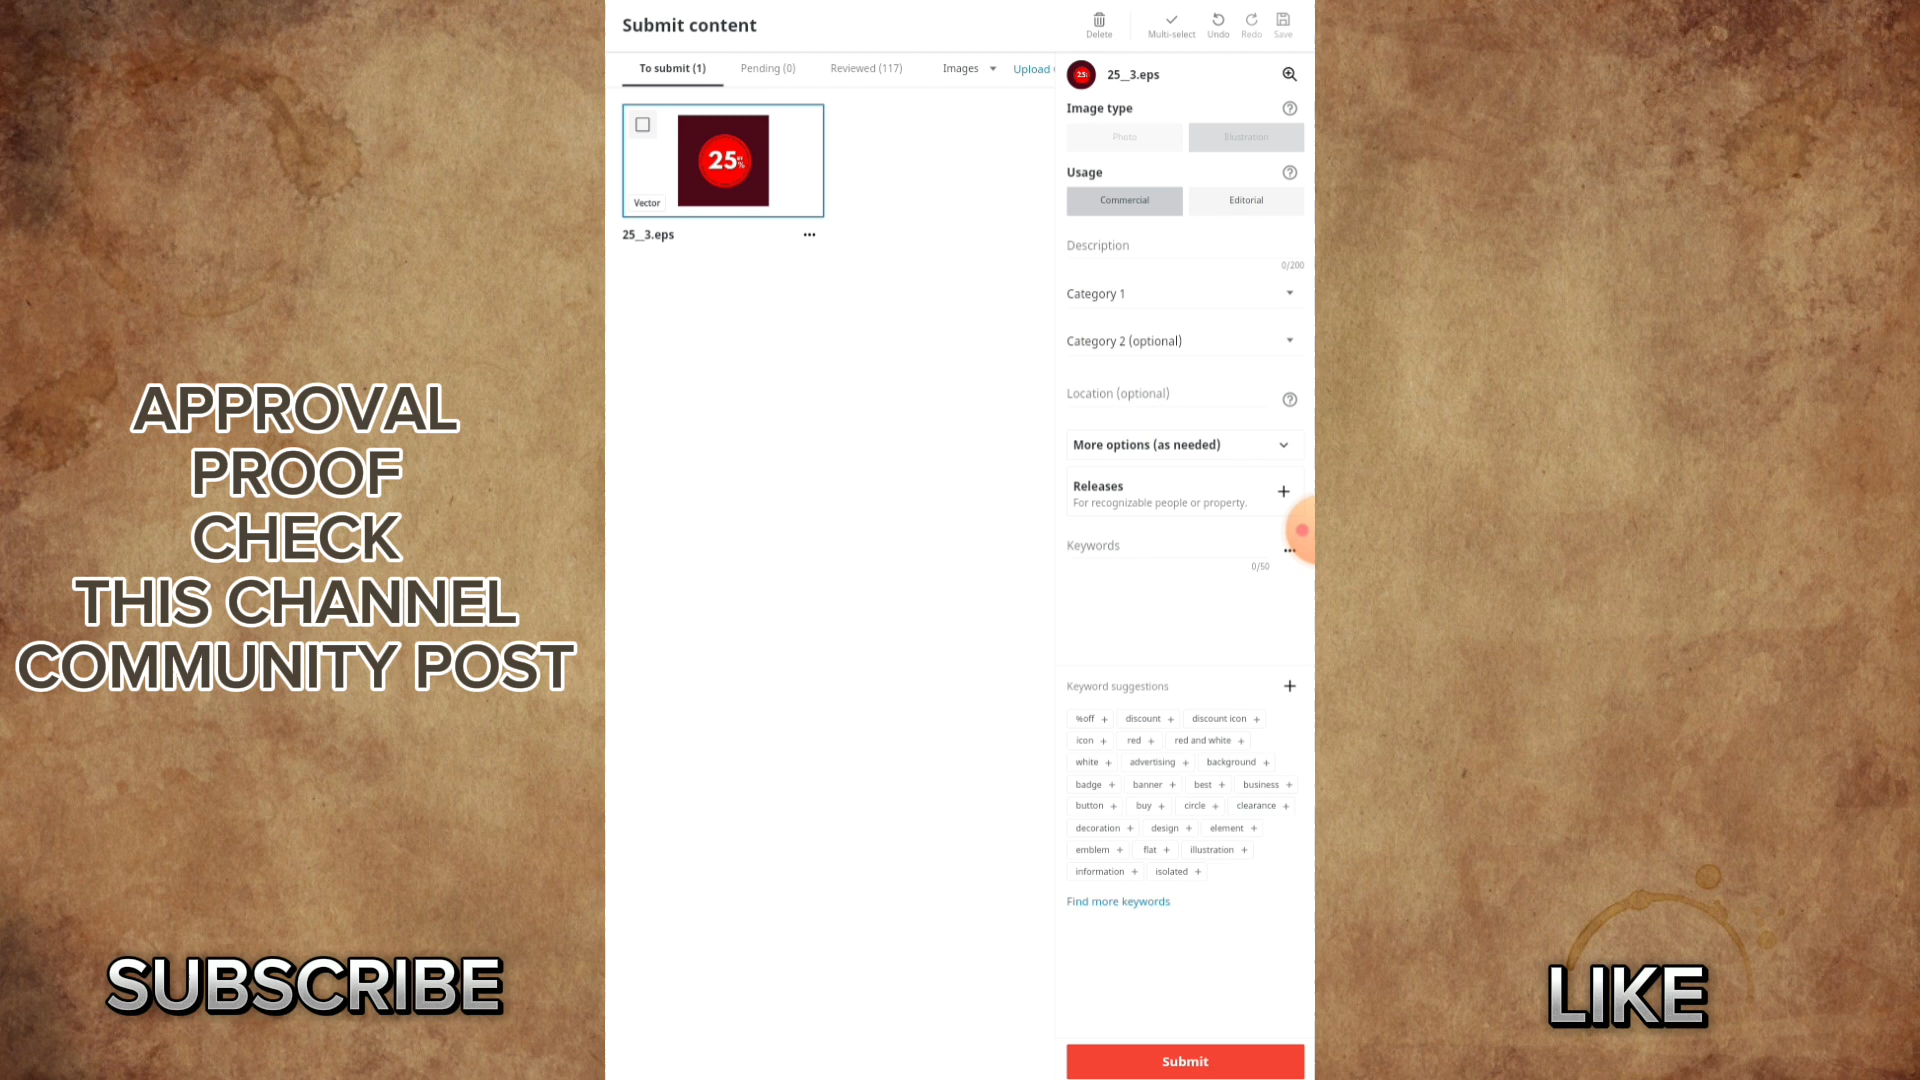 Submit content
Delete
Multi-select
Undo
Redo
Save
To submit (1)
Pending (0)
Reviewed (117)
Images
Upload
25
%
Vector
25__3.eps
25__3.eps
Image type
Photo
Illustration
Usage
Commercial
Editorial
Description
0/200
Category 1
Category 2 (optional)
Location (optional)
More options (as needed)
Releases
For recognizable people or property.
Keywords
0/50
Keyword suggestions
%off +
discount +
discount icon +
icon +
red +
red and white +
white +
advertising +
background +
badge +
banner +
best +
business +
button +
buy +
circle +
clearance +
decoration +
design +
element +
emblem +
flat +
illustration +
information +
isolated +
Find more keywords
Submit
APPROVAL
PROOF
CHECK
THIS CHANNEL
COMMUNITY POST
SUBSCRIBE
LIKE